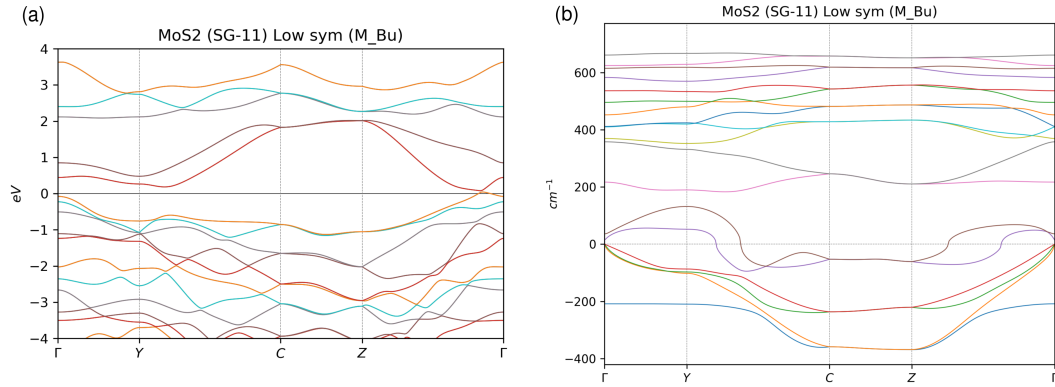 (a)
MoS2 (SG-11) Low sym (M_Bu)
eV
4
3
2
1
0
−1
−2
−3
−4
Γ Y C Z Γ
(b)
MoS2 (SG-11) Low sym (M_Bu)
cm⁻¹
600
400
200
0
−200
−400
Γ Y C Z Γ